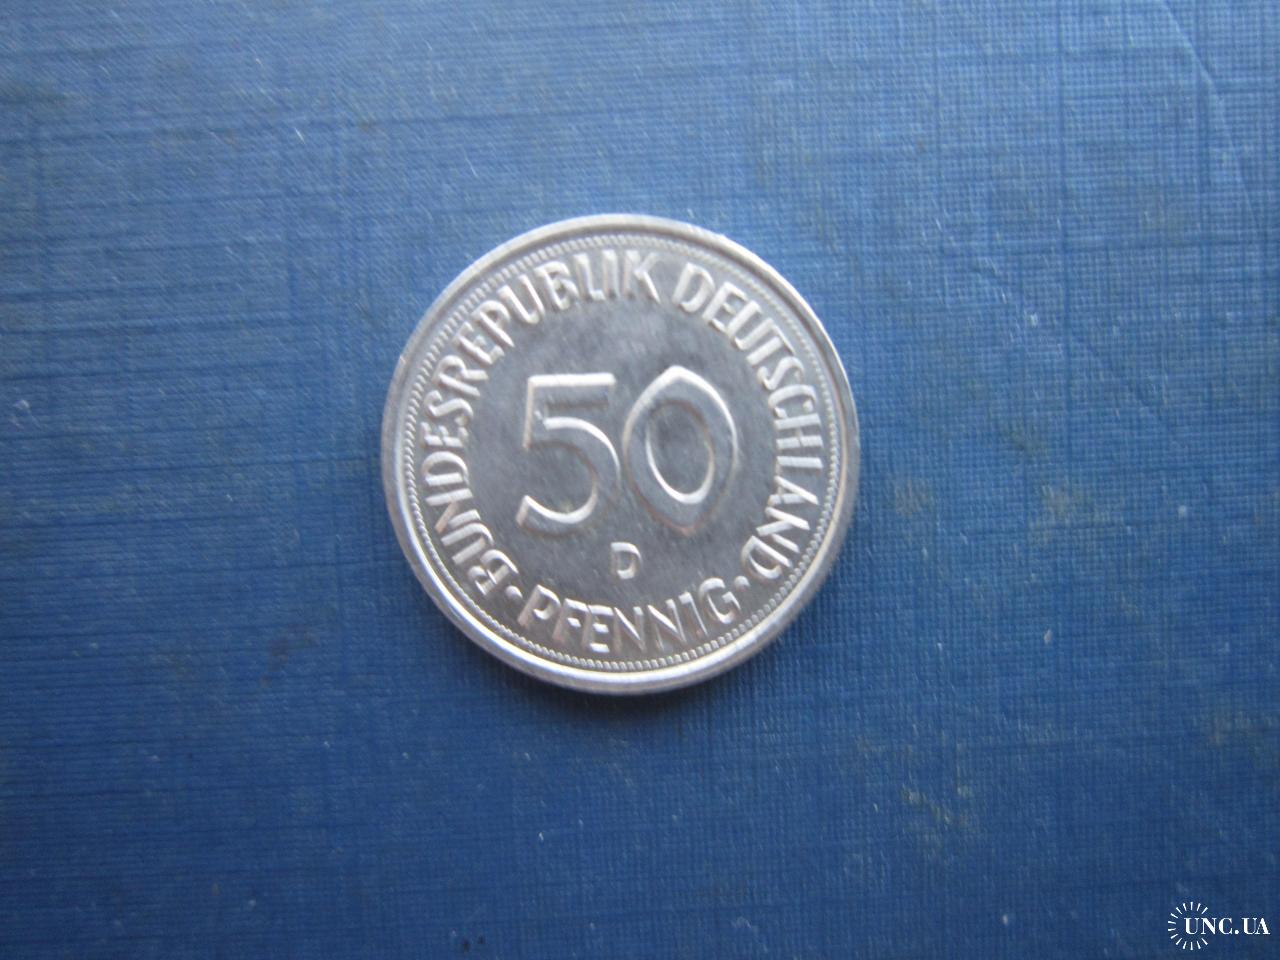 BUNDESREPUBLIK DEUTSCHLAND
50
D
· PFENNIG ·
UNC.UA